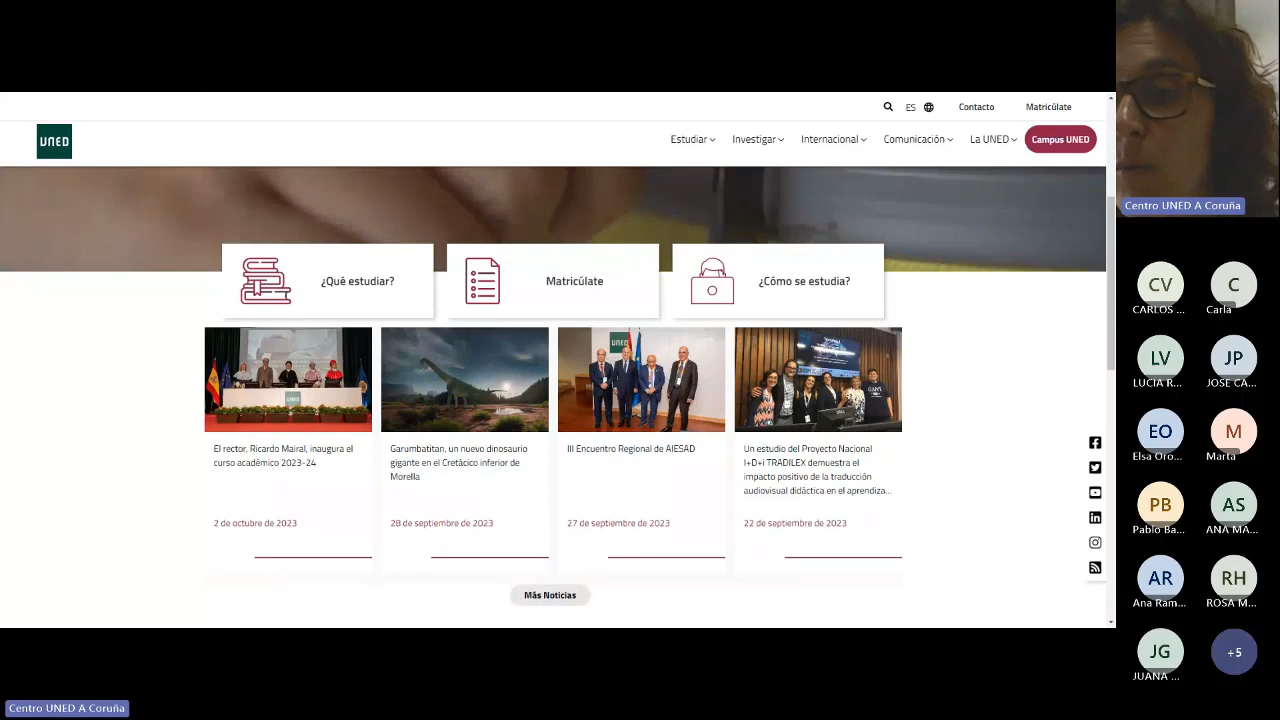 ES
Contacto
Matricúlate
UNED
Estudiar
Investigar
Internacional
Comunicación
La UNED
Campus UNED
¿Qué estudiar?
Matricúlate
¿Cómo se estudia?
UNED
El rector, Ricardo Mairal, inaugura el
curso académico 2023-24
2 de octubre de 2023
Garumbatitan, un nuevo dinosaurio
gigante en el Cretácico inferior de
Morella
28 de septiembre de 2023
III Encuentro Regional de AIESAD
27 de septiembre de 2023
Un estudio del Proyecto Nacional
I+D+i TRADILEX demuestra el
impacto positivo de la traducción
audiovisual didáctica en el aprendiza...
22 de septiembre de 2023
Más Noticias
Centro UNED A Coruña
CV
CARLOS ...
C
Carla
LV
LUCIA R...
JP
JOSE CA...
EO
Elsa Oro...
M
Marta
PB
Pablo Ba...
AS
ANA MA...
AR
Ana Ram...
RH
ROSA M...
JG
JUANA ...
+5
Centro UNED A Coruña